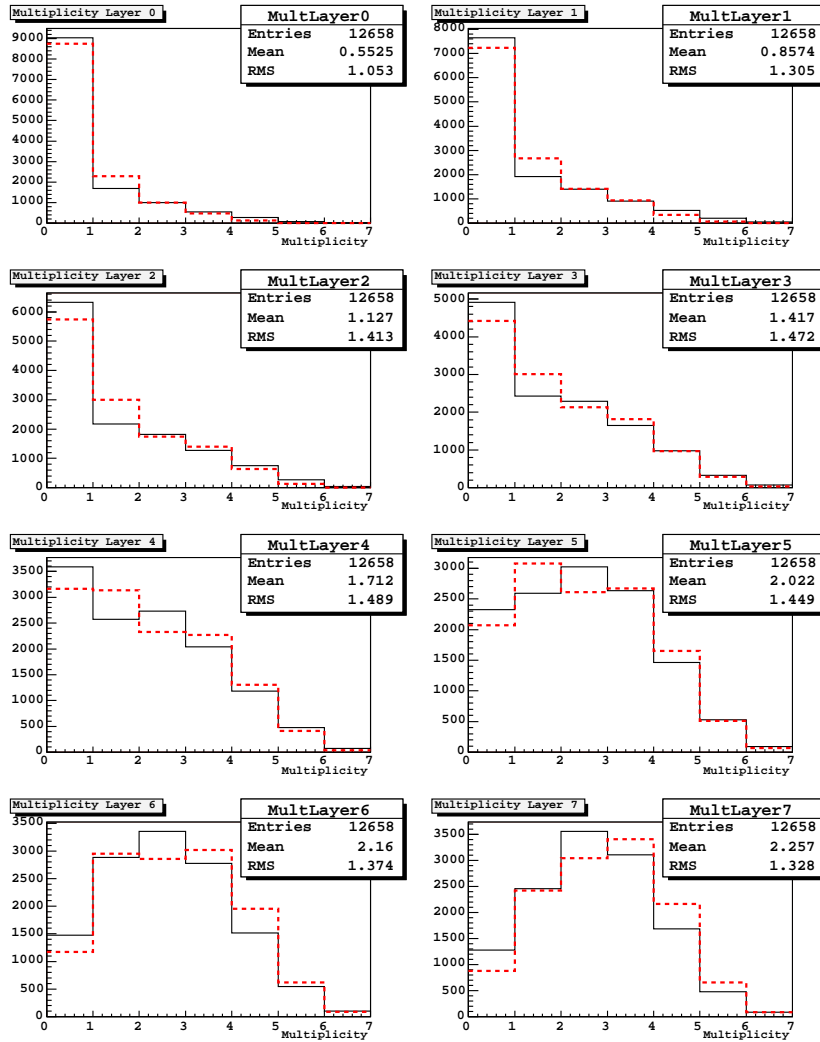 Multiplicity Layer 0
MultLayer0
Entries 12658
Mean 0.5525
RMS 1.053
9000
8000
7000
6000
5000
4000
3000
2000
1000
0
0 1 2 3 4 5 6 7
Multiplicity
Multiplicity Layer 1
MultLayer1
Entries 12658
Mean 0.8574
RMS 1.305
8000
7000
6000
5000
4000
3000
2000
1000
0
0 1 2 3 4 5 6 7
Multiplicity
Multiplicity Layer 2
MultLayer2
Entries 12658
Mean 1.127
RMS 1.413
6000
5000
4000
3000
2000
1000
0
0 1 2 3 4 5 6 7
Multiplicity
Multiplicity Layer 3
MultLayer3
Entries 12658
Mean 1.417
RMS 1.472
5000
4000
3000
2000
1000
0
0 1 2 3 4 5 6 7
Multiplicity
Multiplicity Layer 4
MultLayer4
Entries 12658
Mean 1.712
RMS 1.489
3500
3000
2500
2000
1500
1000
500
0
0 1 2 3 4 5 6 7
Multiplicity
Multiplicity Layer 5
MultLayer5
Entries 12658
Mean 2.022
RMS 1.449
3000
2500
2000
1500
1000
500
0
0 1 2 3 4 5 6 7
Multiplicity
Multiplicity Layer 6
MultLayer6
Entries 12658
Mean 2.16
RMS 1.374
3500
3000
2500
2000
1500
1000
500
0
0 1 2 3 4 5 6 7
Multiplicity
Multiplicity Layer 7
MultLayer7
Entries 12658
Mean 2.257
RMS 1.328
3500
3000
2500
2000
1500
1000
500
0
0 1 2 3 4 5 6 7
Multiplicity